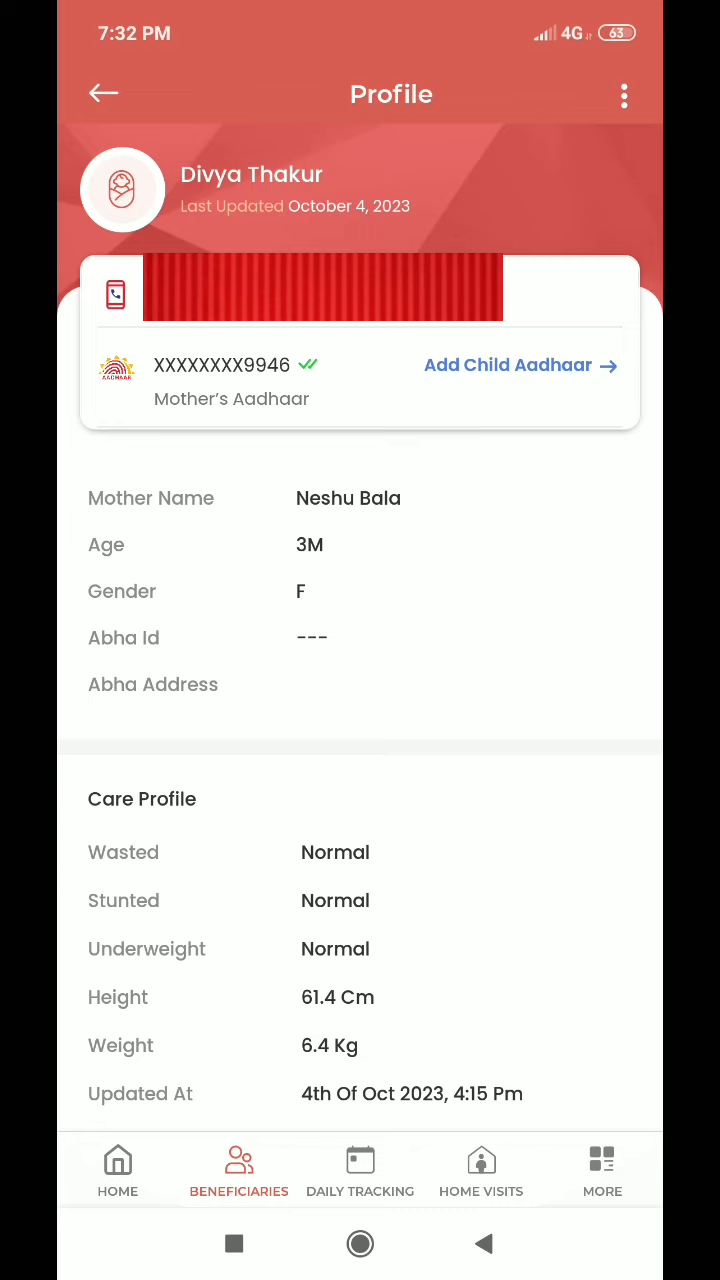 7:32 PM 4G 63
Profile
Divya Thakur
Last Updated October 4, 2023
XXXXXXXX9946
Add Child Aadhaar
AADHAAR
Mother's Aadhaar
Mother Name Neshu Bala
Age 3M
Gender F
Abha Id ---
Abha Address
Care Profile
Wasted Normal
Stunted Normal
Underweight Normal
Height 61.4 Cm
Weight 6.4 Kg
Updated At 4th Of Oct 2023, 4:15 Pm
HOME BENEFICIARIES DAILY TRACKING HOME VISITS MORE